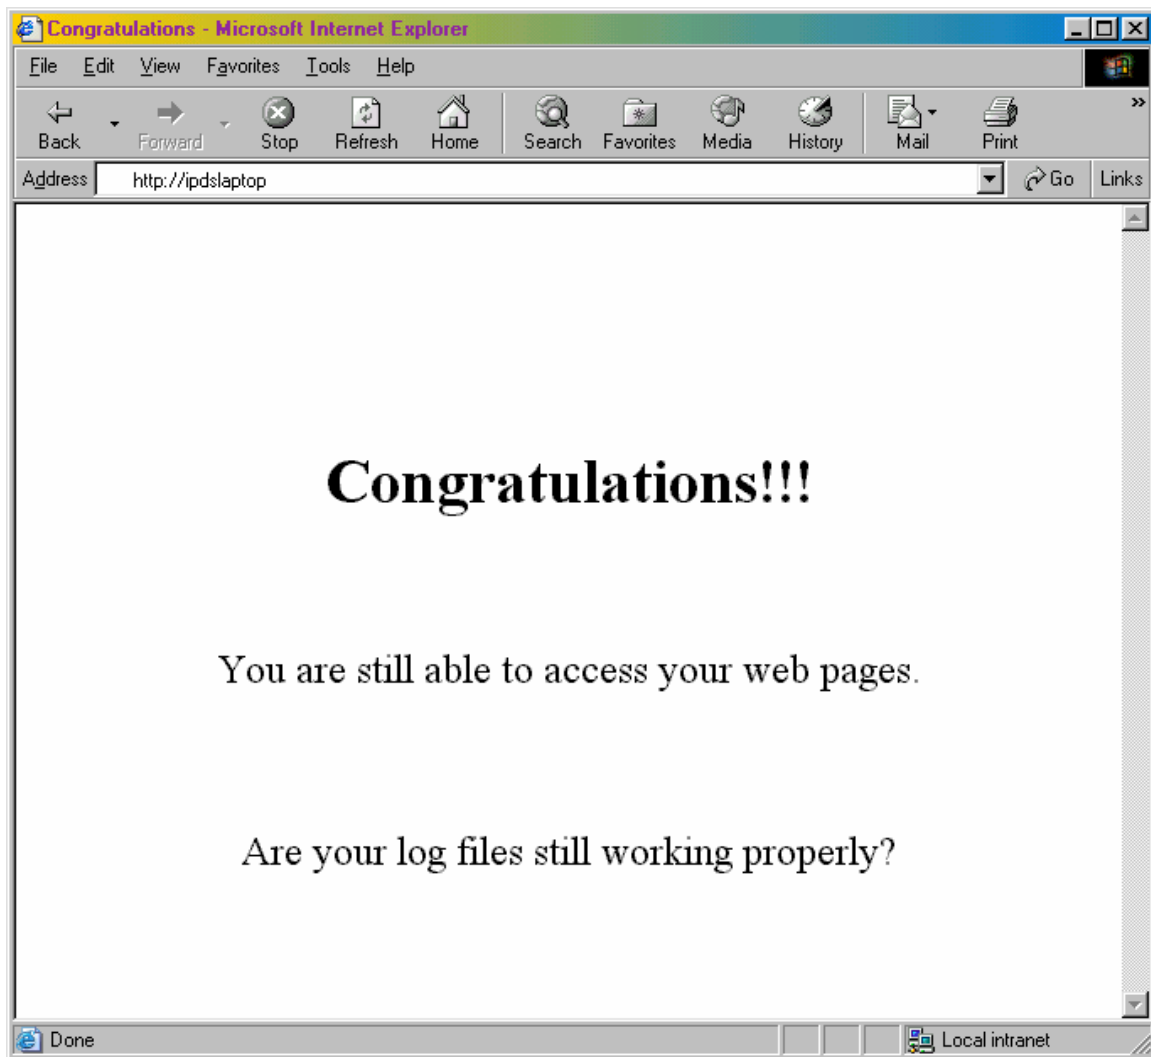 Congratulations - Microsoft Internet Explorer
File Edit View Favorites Tools Help
Back Forward Stop Refresh Home Search Favorites Media History Mail Print »
Address http://ipdslaptop Go Links
Congratulations!!!
You are still able to access your web pages.
Are your log files still working properly?
Done Local intranet